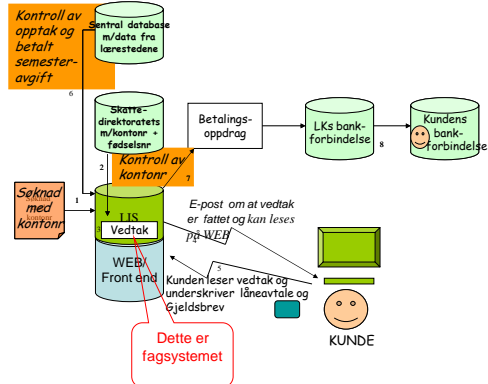 Kontroll av
opptak og
betalt
semester-
avgift
6
Sentral database
m/data fra
lærestedene
Skatte-
direktoratets
m/kontonr +
fødselsnr
2
Kontroll av
kontonr
7
Betalings-
oppdrag
LKs bank-
forbindelse
8
Kundens
bank-
forbindelse
Søknad
med
kontonr
Søknad
kontonr
1
LIS
3
Vedtak
WEB/
Front end
E-post om at vedtak
er fattet og kan leses
på WEB
5
Kunden leser vedtak og
underskriver låneavtale og
Gjeldsbrev
KUNDE
Dette er
fagsystemet